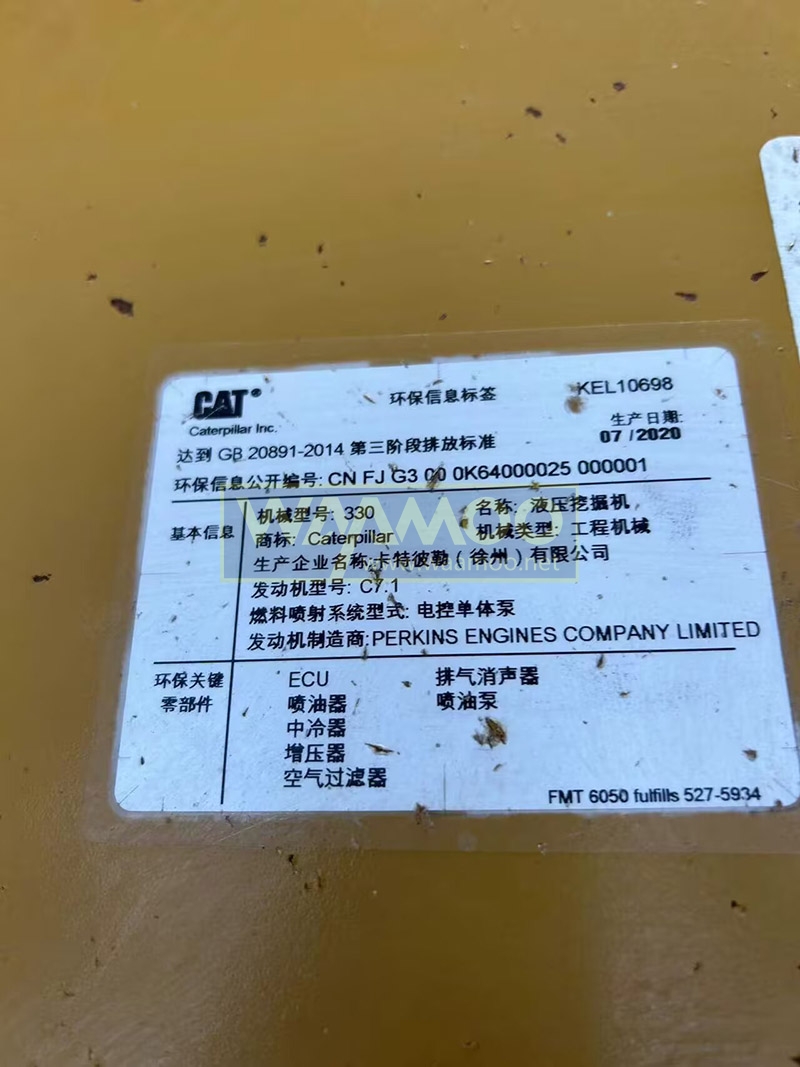 CAT®
Caterpillar Inc.
环保信息标签
KEL10698
生产日期:
07 /2020
达到 GB 20891-2014 第三阶段排放标准
环保信息公开编号: CN FJ G3 00 0K64000025 000001
基本信息
机械型号: 330 名称: 液压挖掘机
商标: Caterpillar 机械类型: 工程机械
生产企业名称:卡特彼勒(徐州)有限公司
发动机型号: C7.1
燃料喷射系统型式: 电控单体泵
发动机制造商:PERKINS ENGINES COMPANY LIMITED
环保关键
零部件
ECU 排气消声器
喷油器 喷油泵
中冷器
增压器
空气过滤器
FMT 6050 fulfills 527-5934
WAAMOO
www.waamoo.net